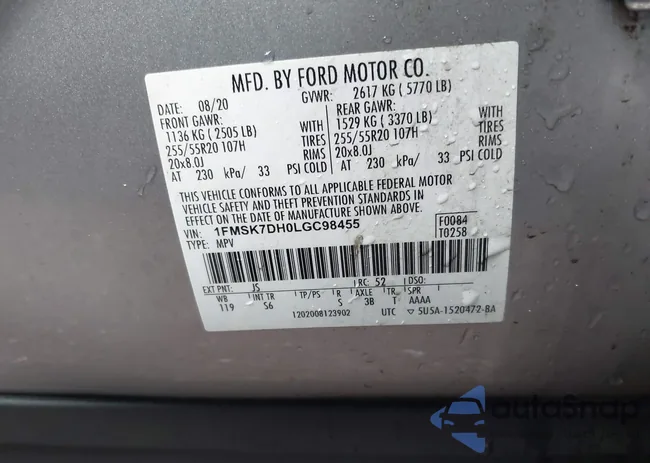 MFD. BY FORD MOTOR CO.
DATE: 08/20 GVWR: 2617 KG ( 5770 LB)
FRONT GAWR: REAR GAWR:
1136 KG ( 2505 LB) WITH 1529 KG ( 3370 LB) WITH
255/55R20 107H TIRES 255/55R20 107H TIRES
20x8.0J RIMS 20x8.0J RIMS
AT 230 kPa/ 33 PSI COLD AT 230 kPa/ 33 PSI COLD
THIS VEHICLE CONFORMS TO ALL APPLICABLE FEDERAL MOTOR
VEHICLE SAFETY AND THEFT PREVENTION STANDARDS IN
EFFECT ON THE DATE OF MANUFACTURE SHOWN ABOVE.
VIN: 1FMSK7DH0LGC98455 F0084
TYPE: MPV T0258
EXT PNT: JS RC: 52 DSO:
WB INT TR TP/PS R AXLE TR SPR
119 S6 S 3B T AAAA
1202008123902 UTC ▽ 5U5A-1520472-BA
autoSnap